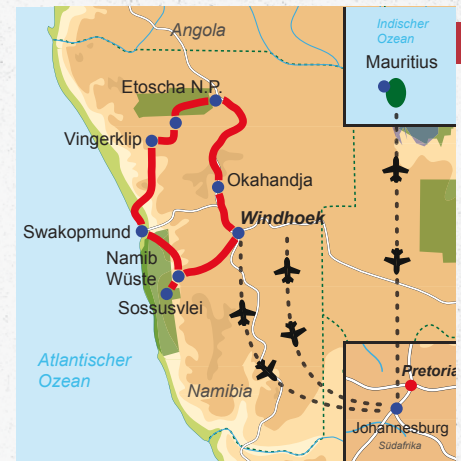 Angola
Indischer
Ozean
Mauritius
Etoscha N.P.
Vingerklip
Okahandja
Windhoek
Swakopmund
Namib
Wüste
Sossusvlei
Atlantischer
Ozean
Namibia
Pretoria
Johannesburg
Südafrika